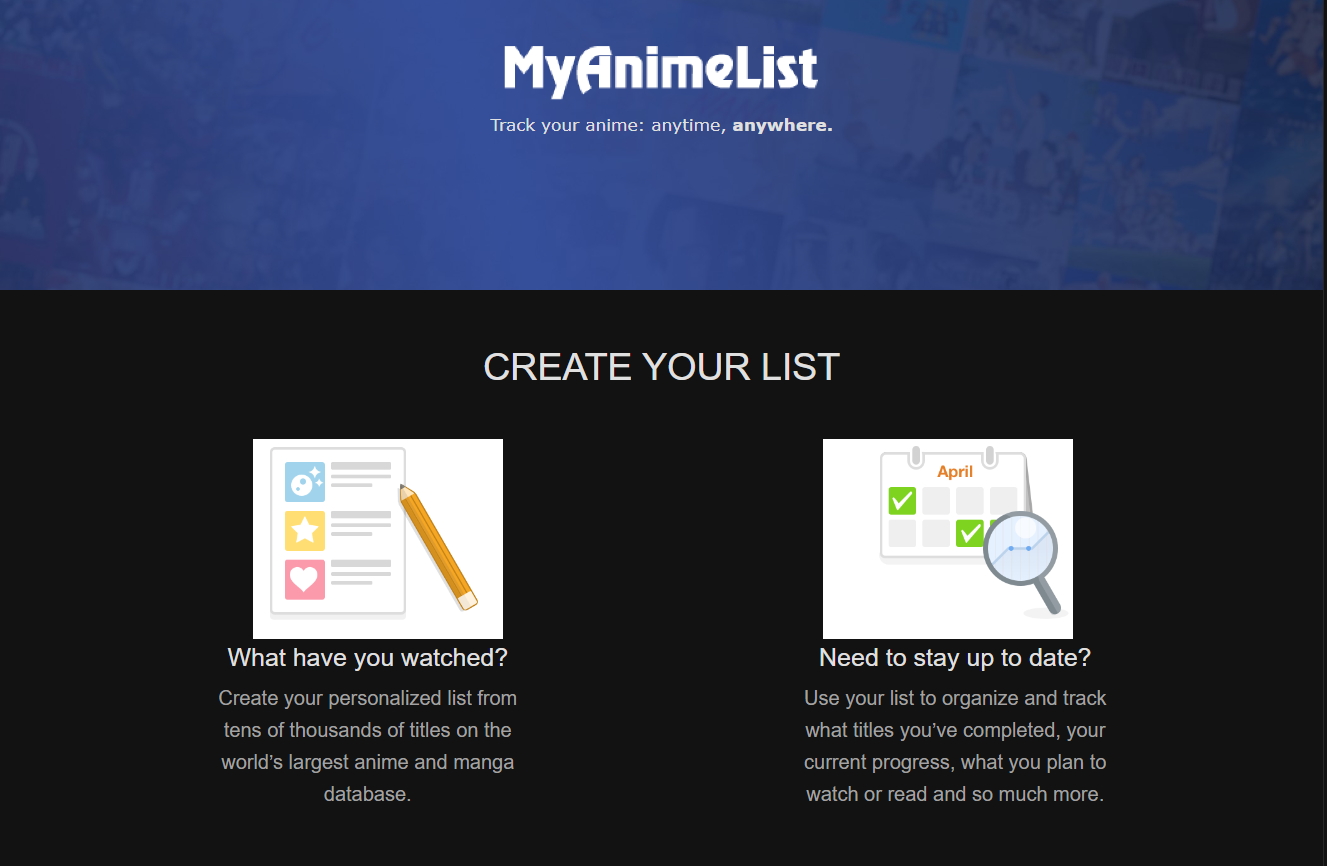 MyAnimeList
Track your anime: anytime, anywhere.
CREATE YOUR LIST
April
What have you watched?
Create your personalized list from
tens of thousands of titles on the
world’s largest anime and manga
database.
Need to stay up to date?
Use your list to organize and track
what titles you’ve completed, your
current progress, what you plan to
watch or read and so much more.